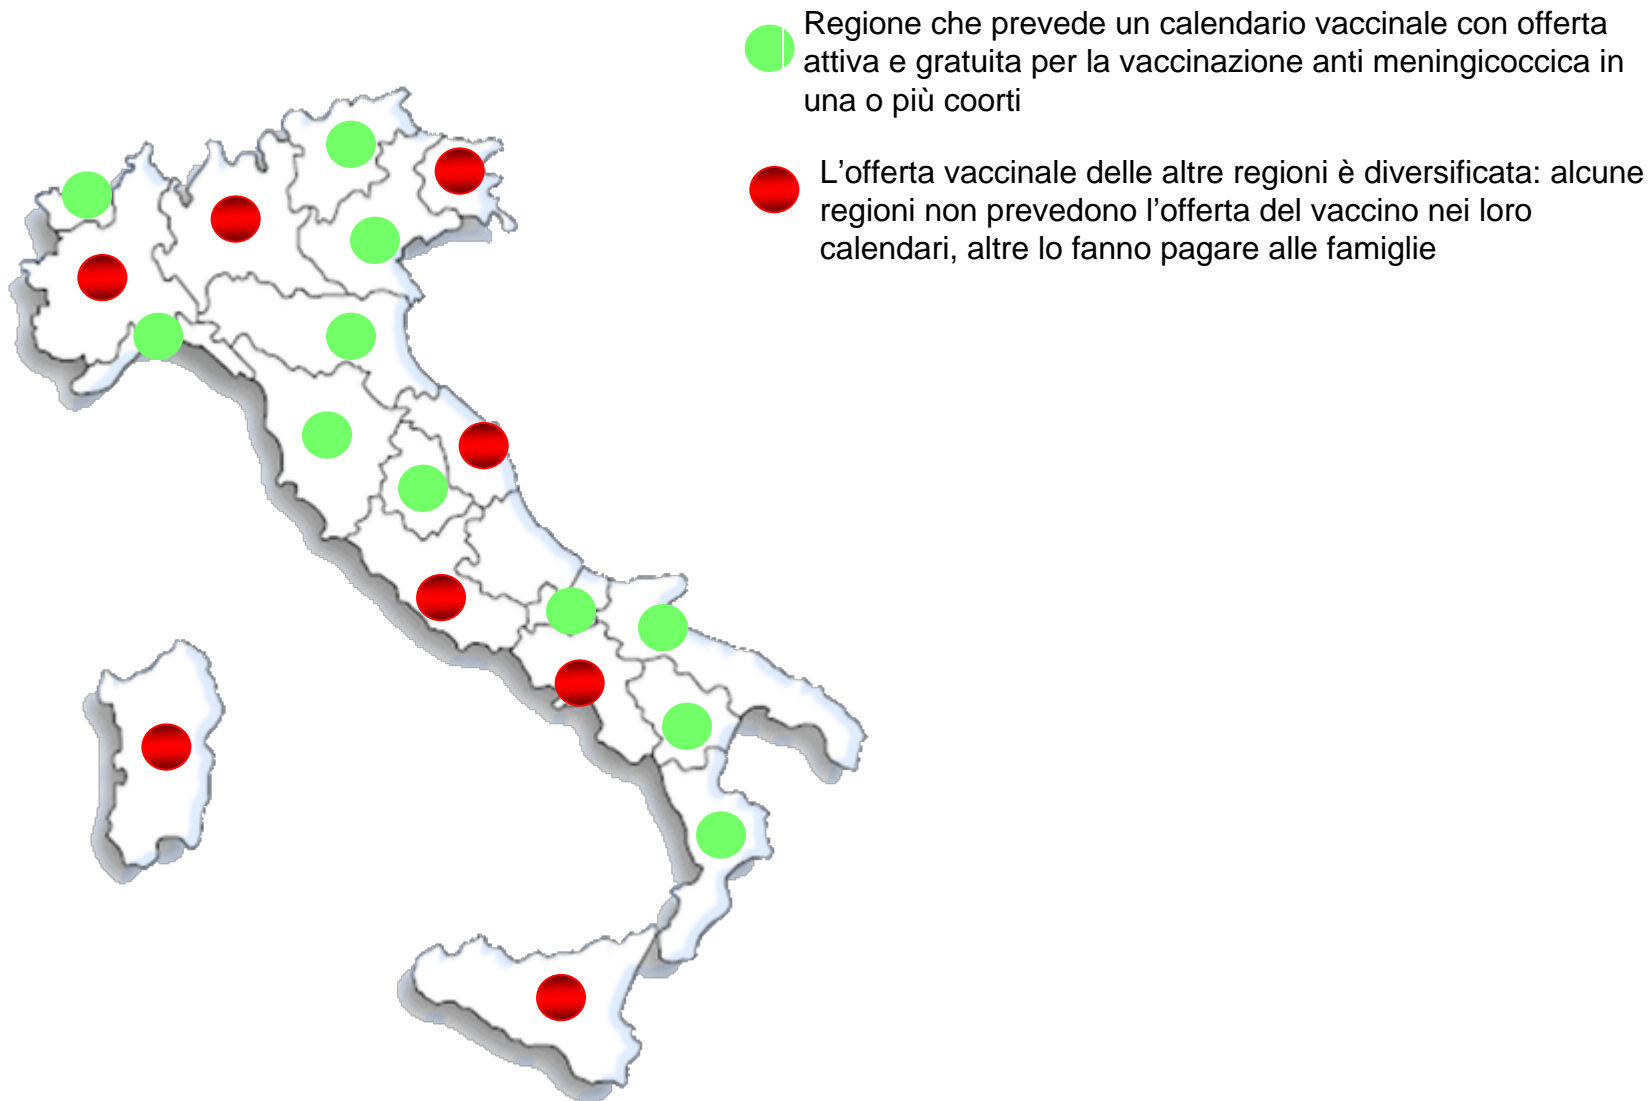 Regione che prevede un calendario vaccinale con offerta
attiva e gratuita per la vaccinazione anti meningicoccica in
una o più coorti
L’offerta vaccinale delle altre regioni è diversificata: alcune
regioni non prevedono l’offerta del vaccino nei loro
calendari, altre lo fanno pagare alle famiglie